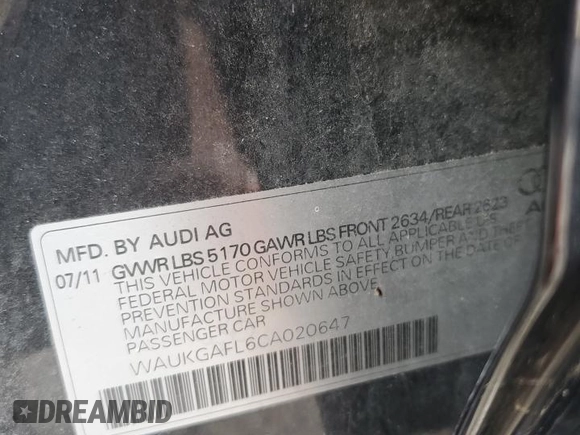 MFD. BY AUDI AG
07/11 GVWR LBS 5170 GAWR LBS FRONT 2634/REAR 2623
THIS VEHICLE CONFORMS TO ALL APPLICABLE U.S.
FEDERAL MOTOR VEHICLE SAFETY BUMPER AND THEFT
PREVENTION STANDARDS IN EFFECT ON THE DATE OF
MANUFACTURE SHOWN ABOVE.
PASSENGER CAR
WAUKGAFL6CA020647
DREAMBID